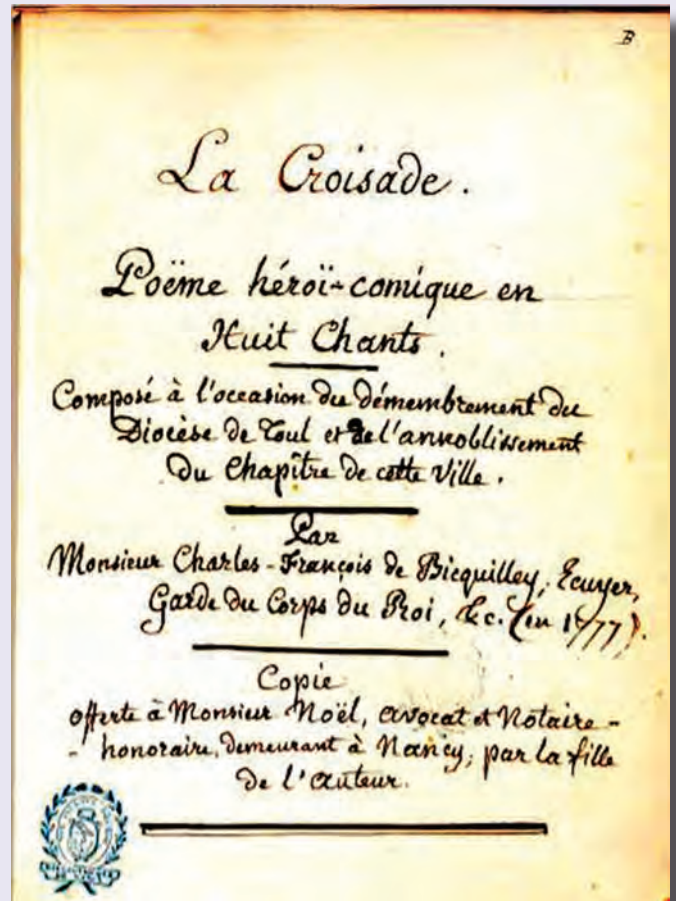 B
La Croisade.
Poëme héroï-comique en
Huit Chants.
Composé à l'occasion du démembrement du
Diocèse de Toul et de l'annoblissement
du Chapître de cette Ville.
Par
Monsieur Charles-François de Bicquilley, Ecuyer,
Garde du Corps du Roi, &c. (en 1777).
Copie
offerte à Monsieur Noël, avocat et Notaire-
- honoraire, demeurant à Nancy, par la fille
de l'auteur.